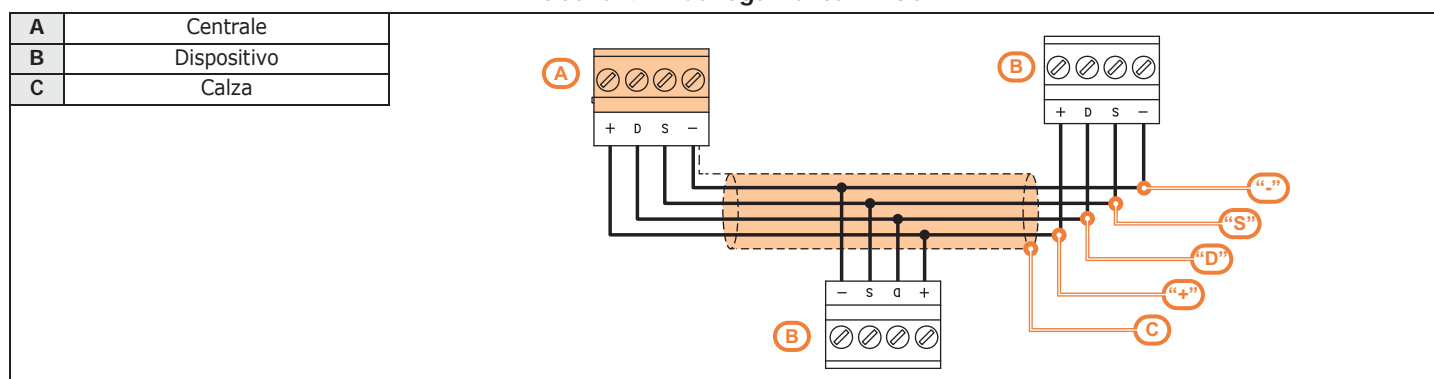 A Centrale
B Dispositivo
C Calza
A
B
+ D S −
+ D S −
“-”
“S”
“D”
“+”
− S D +
B
C